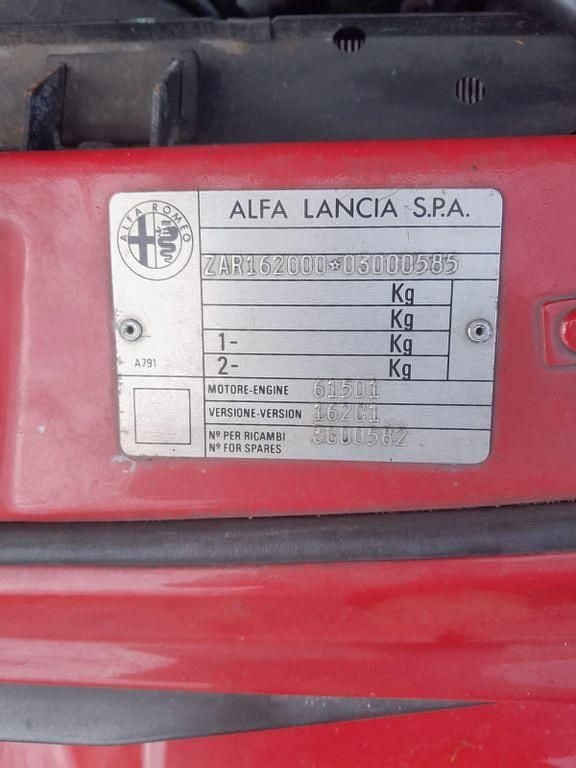 ALFA ROMEO
ALFA LANCIA S.P.A.
ZAR162000*03000585
Kg
Kg
1- Kg
2- Kg
A791
MOTORE-ENGINE 61501
VERSIONE-VERSION 162C1
Nº PER RICAMBI
Nº FOR SPARES